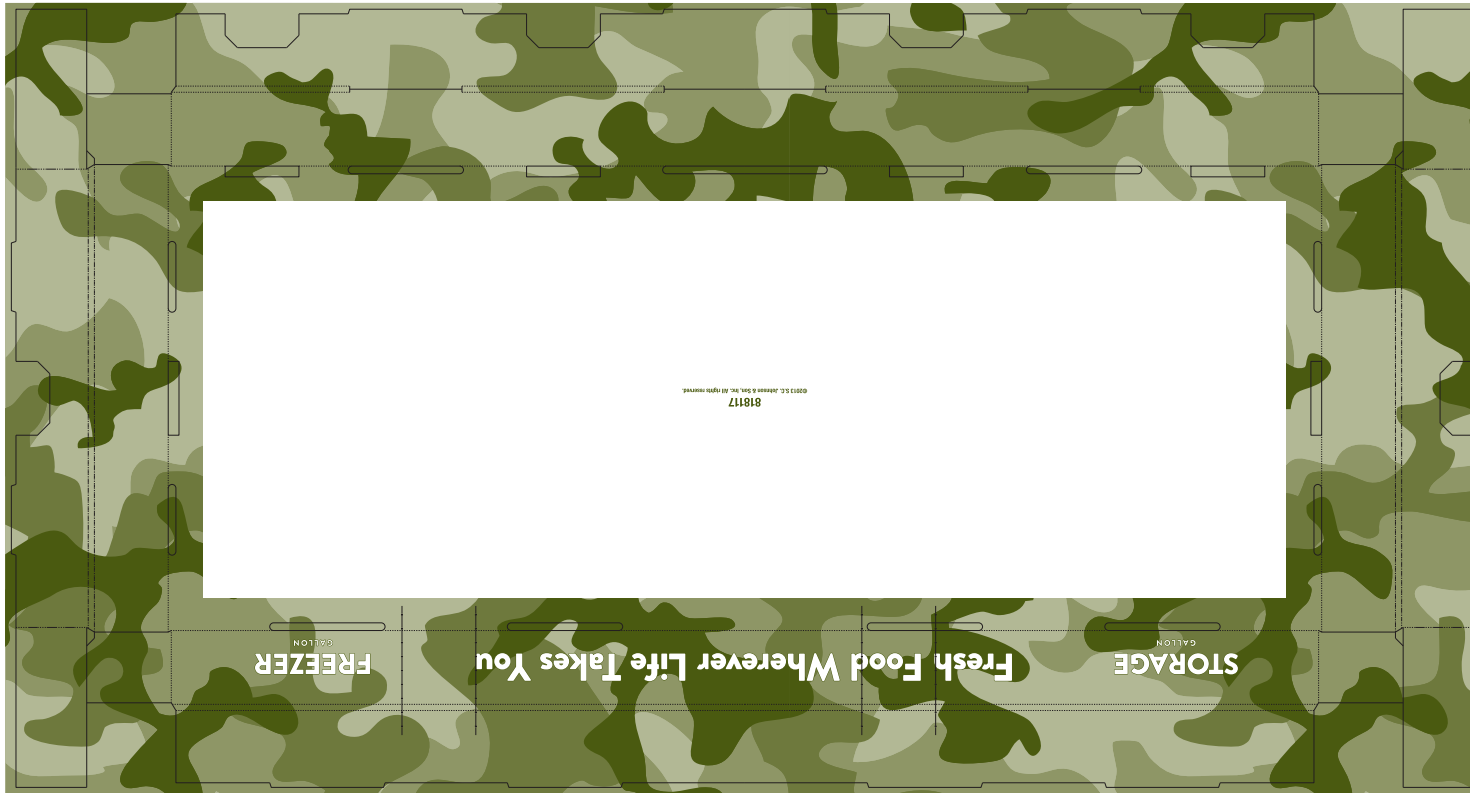 STORAGE
GALLON
Fresh Food Wherever Life Takes You
FREEZER
GALLON
818117
©2013 S.C. Johnson & Son, Inc. All rights reserved.